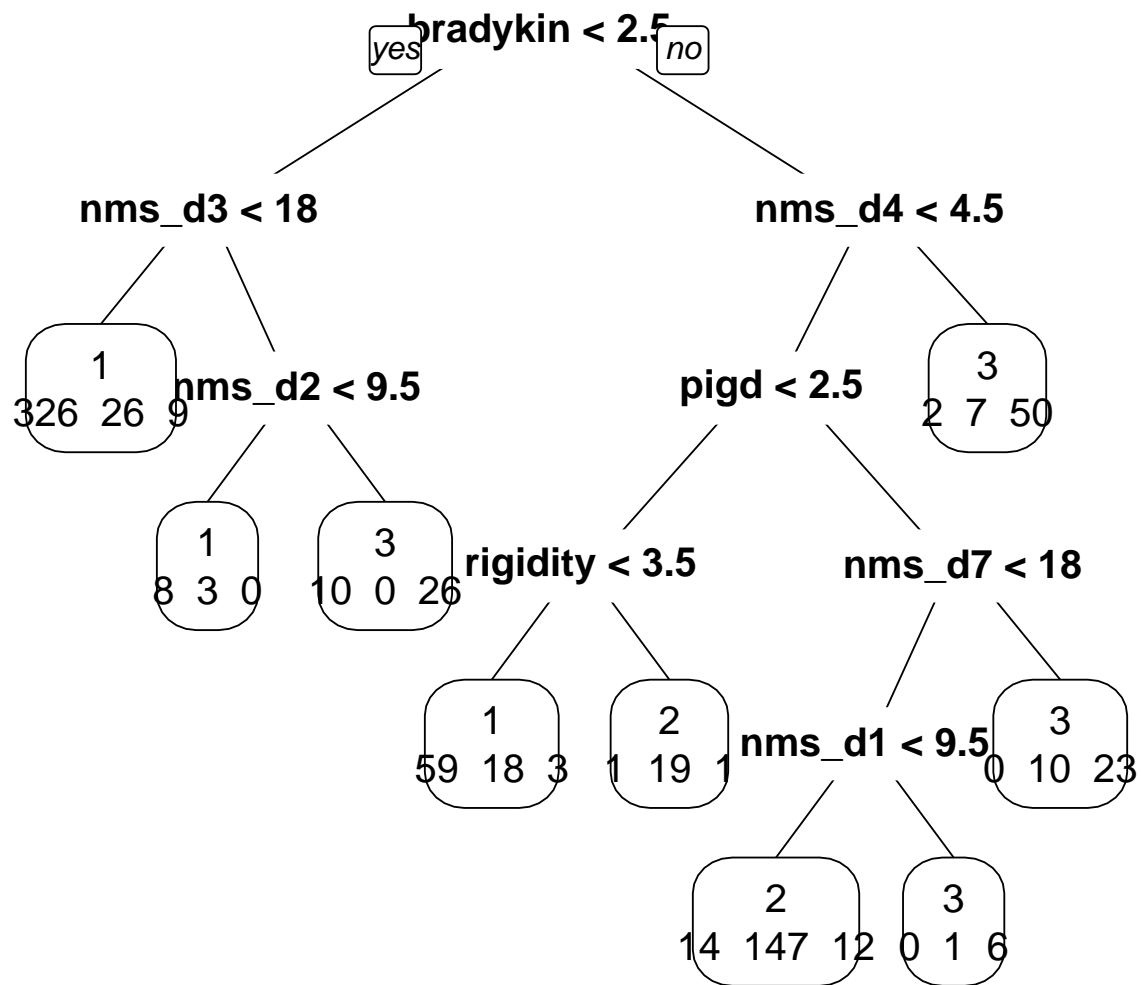 bradykin < 2.5
yes no
nms_d3 < 18 nms_d4 < 4.5
1 3
326 26 9 nms_d2 < 9.5 pigd < 2.5 2 7 50
1 3
8 3 0 10 0 26 rigidity < 3.5 nms_d7 < 18
1 2 3
59 18 3 1 19 1 nms_d1 < 9.5 0 10 23
2 3
14 147 12 0 1 6